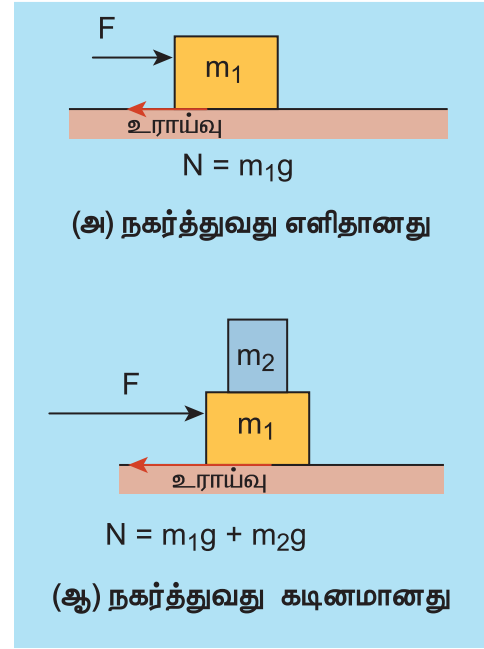 F
m₁
உராய்வு
N = m₁g
(அ) நகர்த்துவது எளிதானது
m₂
F
m₁
உராய்வு
N = m₁g + m₂g
(ஆ) நகர்த்துவது கடினமானது